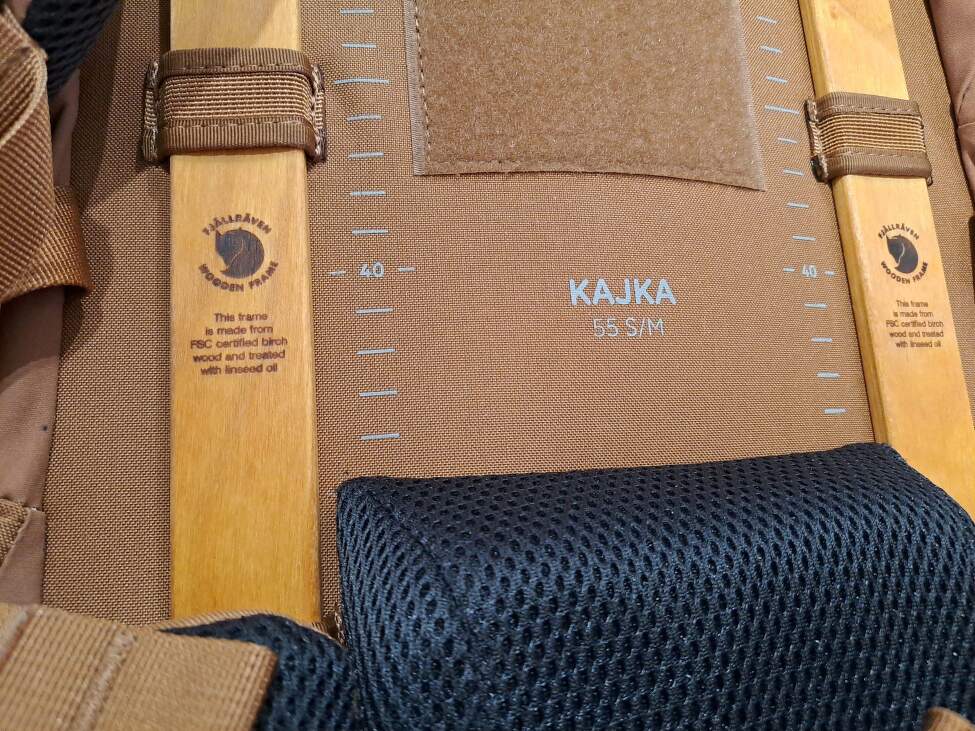 FJÄLLRÄVEN
WOODEN FRAME
This frame
is made from
FSC certified birch
wood and treated
with linseed oil
40
KAJKA
55 S/M
40
FJÄLLRÄVEN
WOODEN FRAME
This frame
is made from
FSC certified birch
wood and treated
with linseed oil